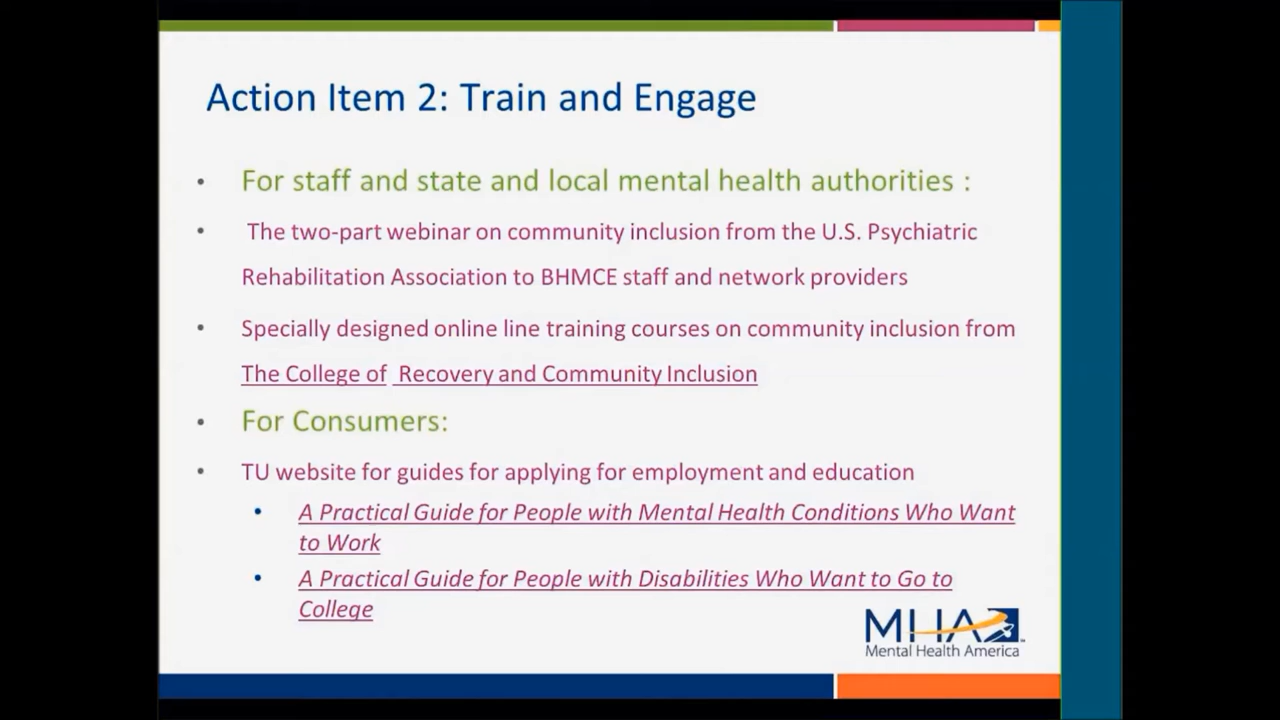 Action Item 2: Train and Engage
• For staff and state and local mental health authorities :
• The two-part webinar on community inclusion from the U.S. Psychiatric
Rehabilitation Association to BHMCE staff and network providers
• Specially designed online line training courses on community inclusion from
The College of Recovery and Community Inclusion
• For Consumers:
• TU website for guides for applying for employment and education
• A Practical Guide for People with Mental Health Conditions Who Want
to Work
• A Practical Guide for People with Disabilities Who Want to Go to
College
MHA
Mental Health America